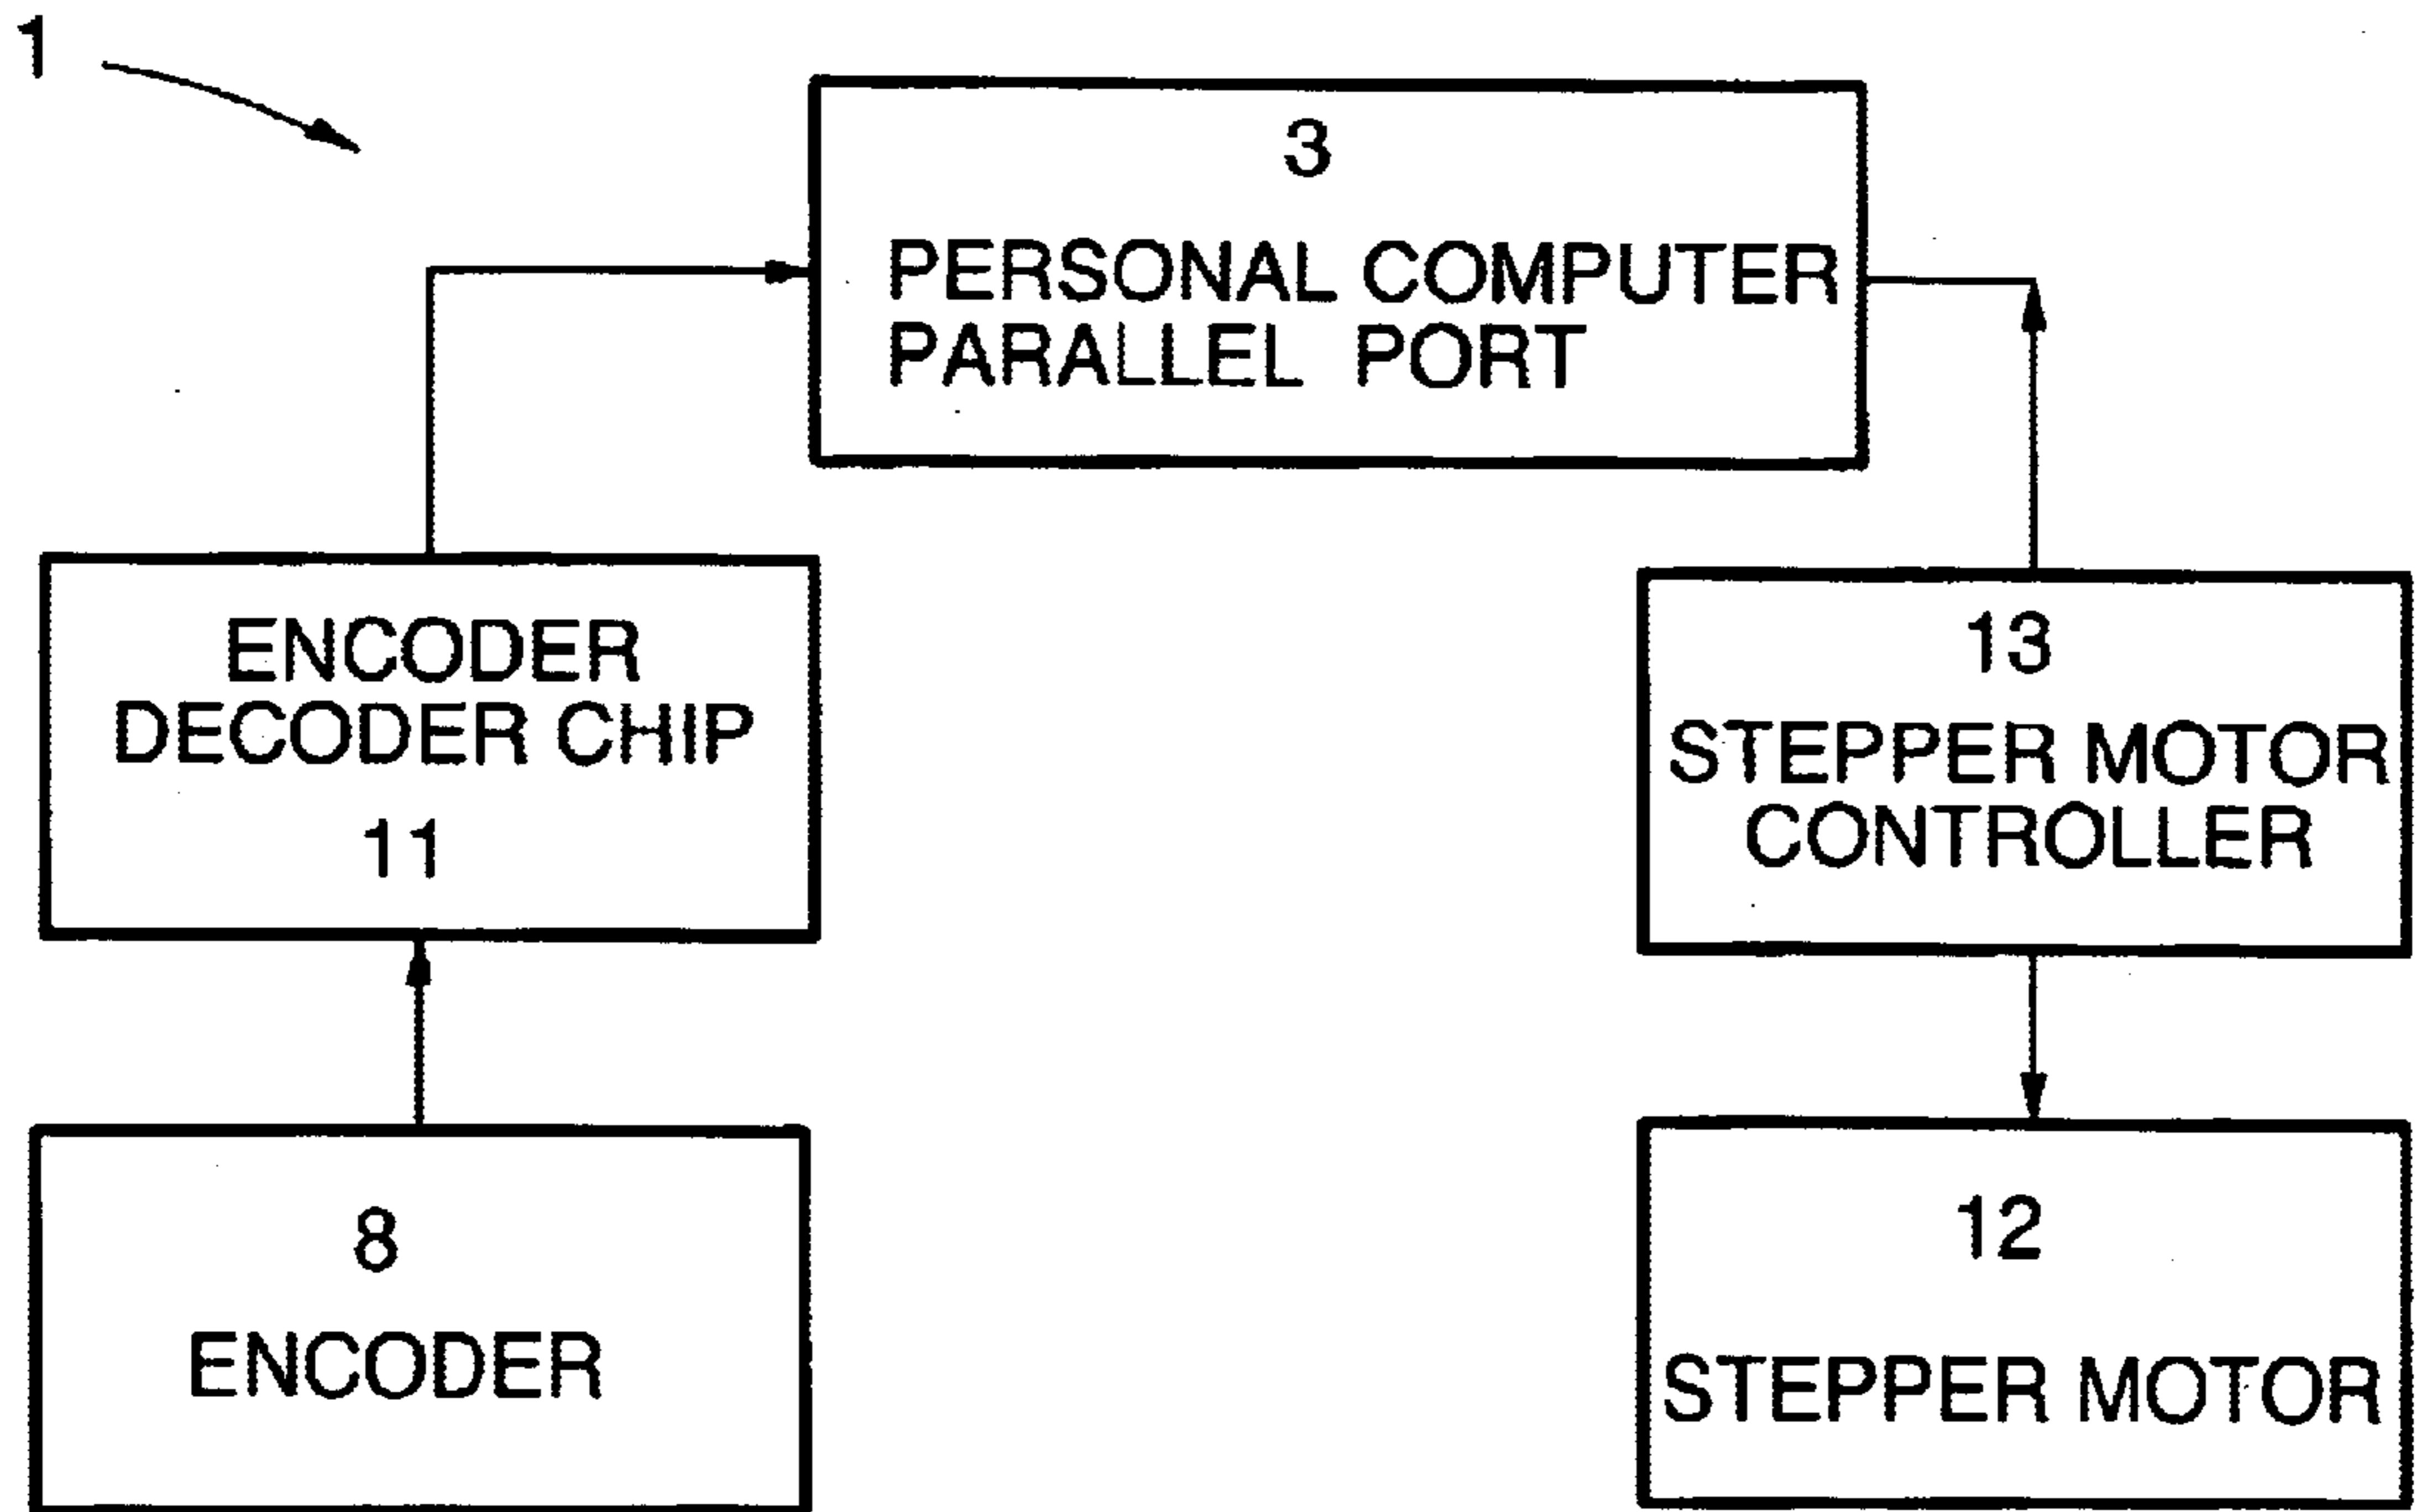 1
3
PERSONAL COMPUTER
PARALLEL PORT
ENCODER
DECODER CHIP
11
13
STEPPER MOTOR
CONTROLLER
8
ENCODER
12
STEPPER MOTOR